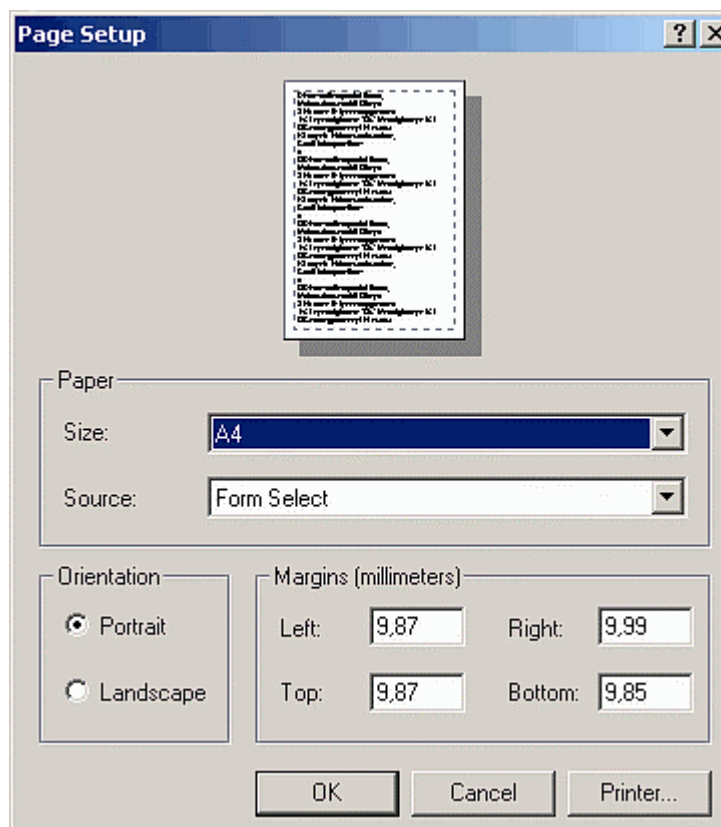 Page Setup
Paper
Size: A4
Source: Form Select
Orientation
Portrait
Landscape
Margins (millimeters)
Left: 9,87 Right: 9,99
Top: 9,87 Bottom: 9,85
OK Cancel Printer...